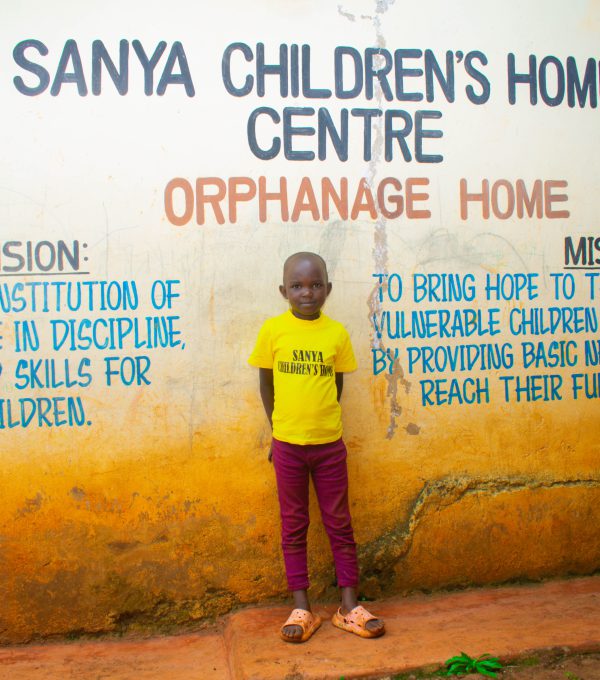 SANYA CHILDREN'S HOM
CENTRE
ORPHANAGE HOME
SION:
NSTITUTION OF
E IN DISCIPLINE,
SKILLS FOR
ILDREN.
MIS
TO BRING HOPE TO T
VULNERABLE CHILDREN
BY PROVIDING BASIC N
REACH THEIR FU
SANYA
CHILDREN'S HOME